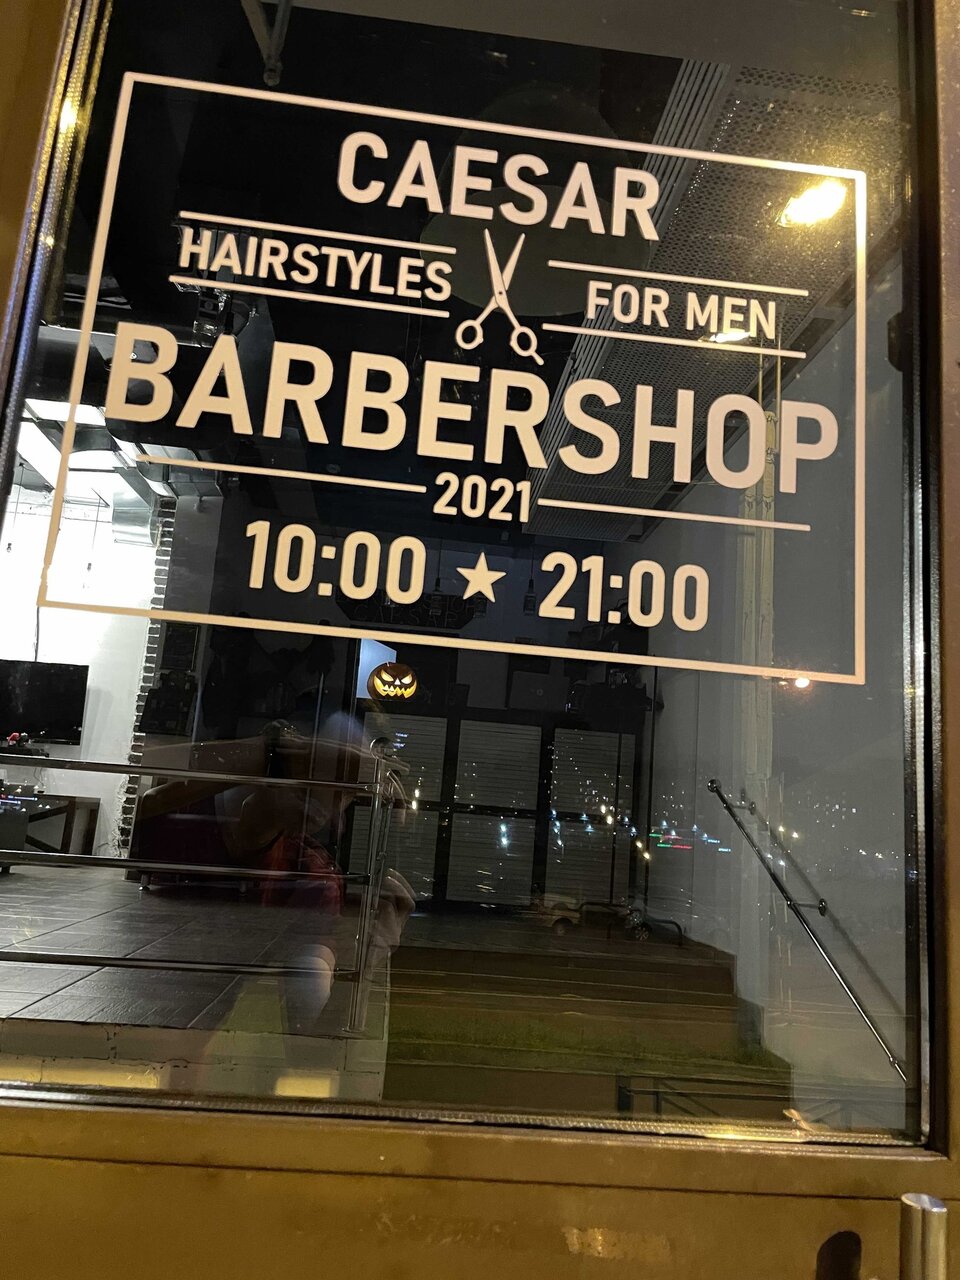 CAESAR
HAIRSTYLES FOR MEN
BARBERSHOP
2021
10:00 ★ 21:00